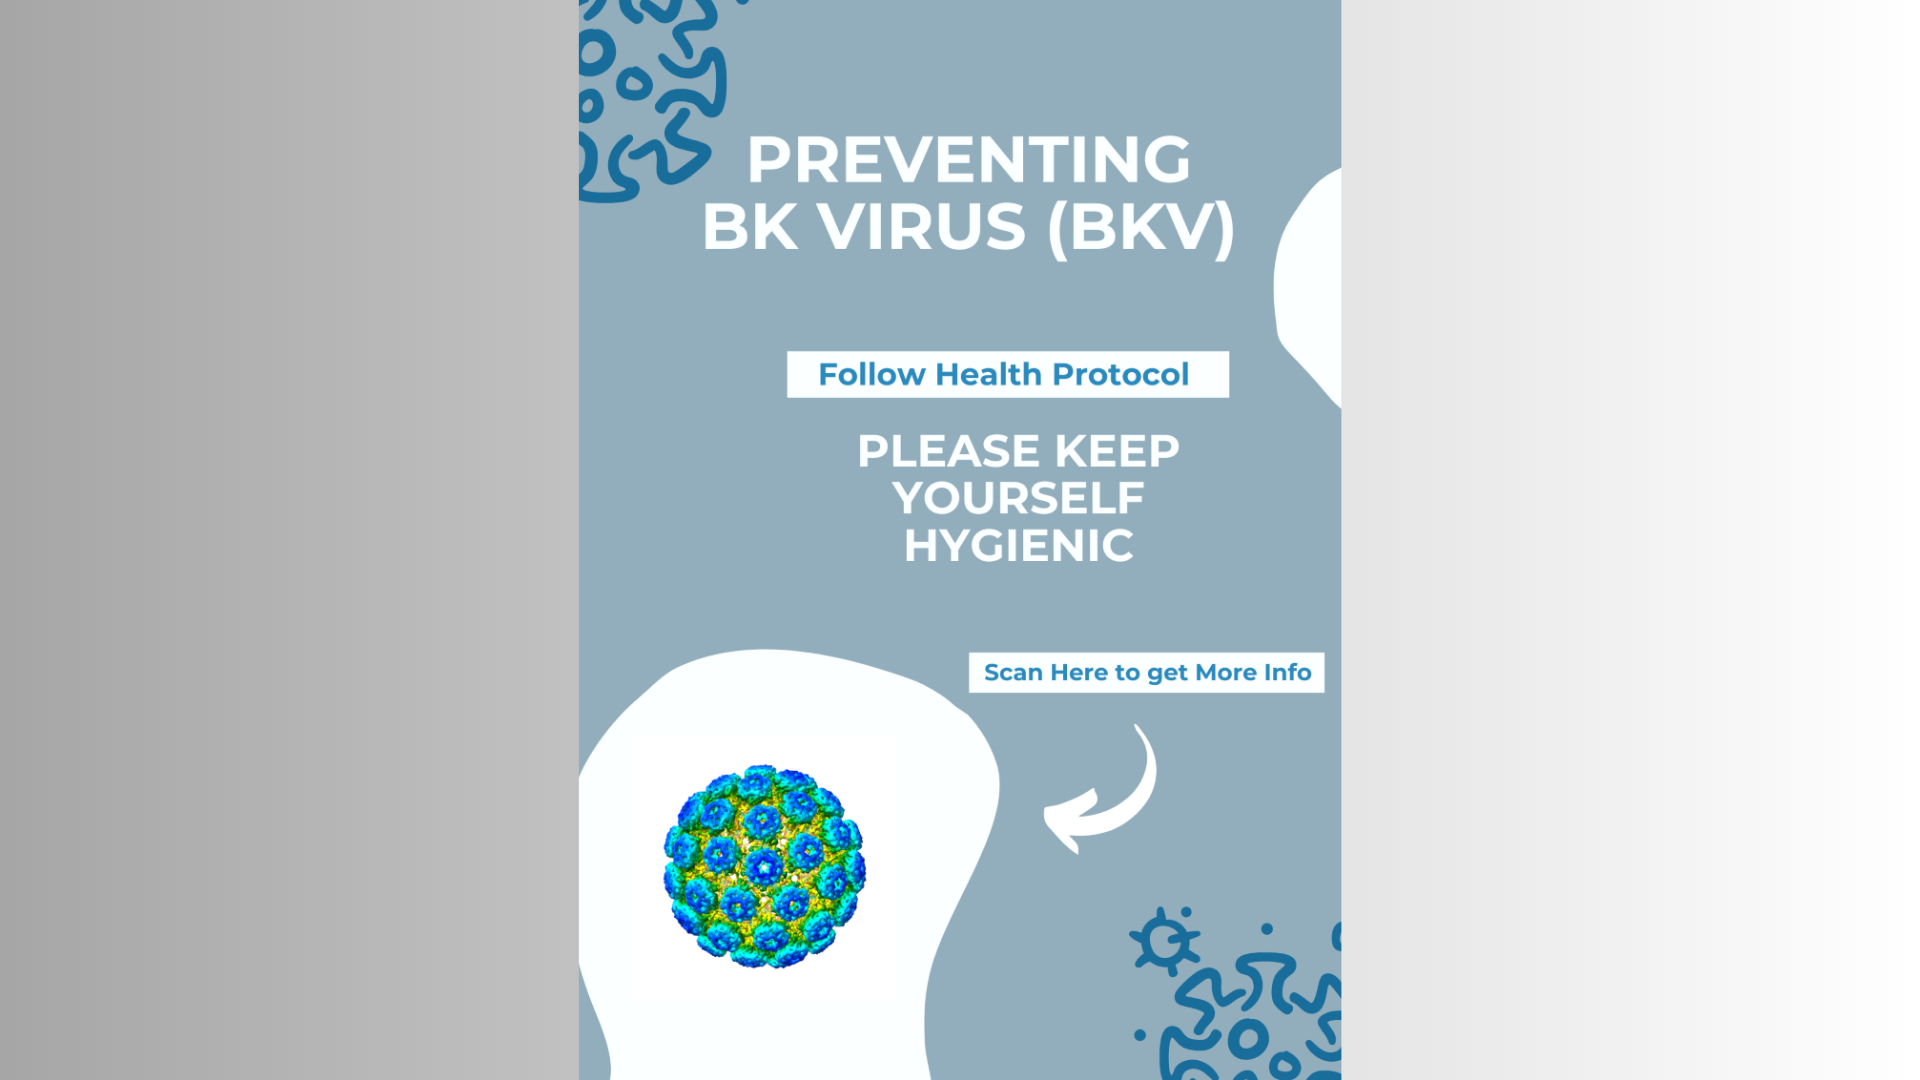 PREVENTING
BK VIRUS (BKV)
Follow Health Protocol
PLEASE KEEP
YOURSELF
HYGIENIC
Scan Here to get More Info